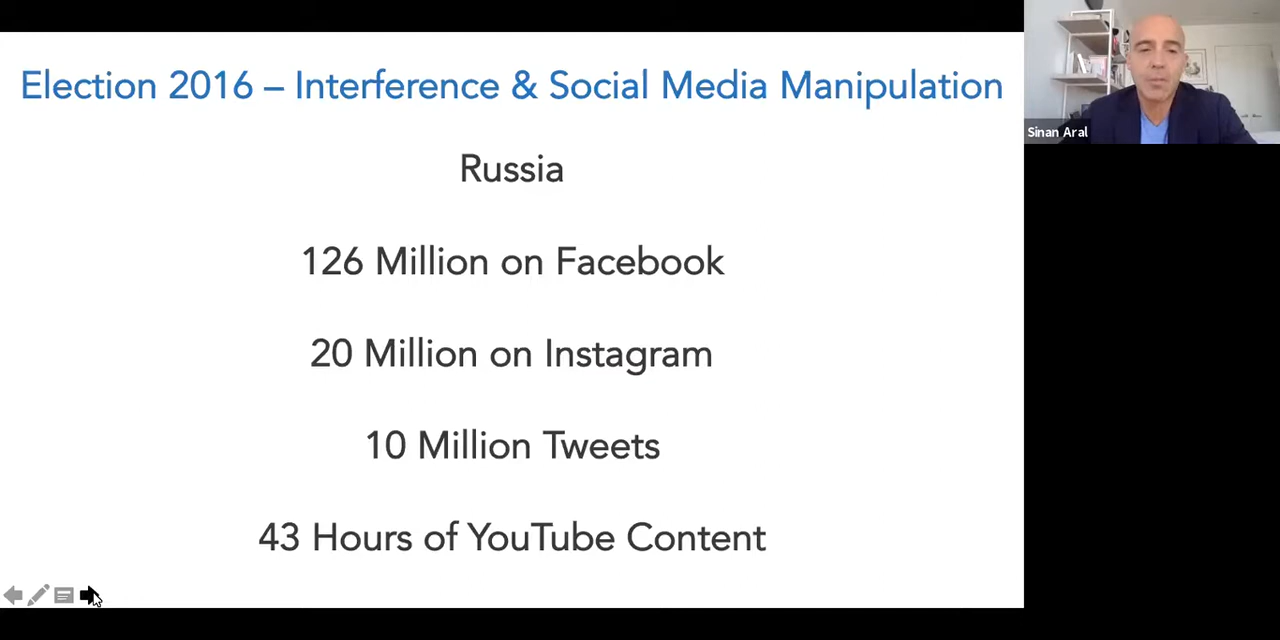 Election 2016 – Interference & Social Media Manipulation
Russia
126 Million on Facebook
20 Million on Instagram
10 Million Tweets
43 Hours of YouTube Content
Sinan Aral